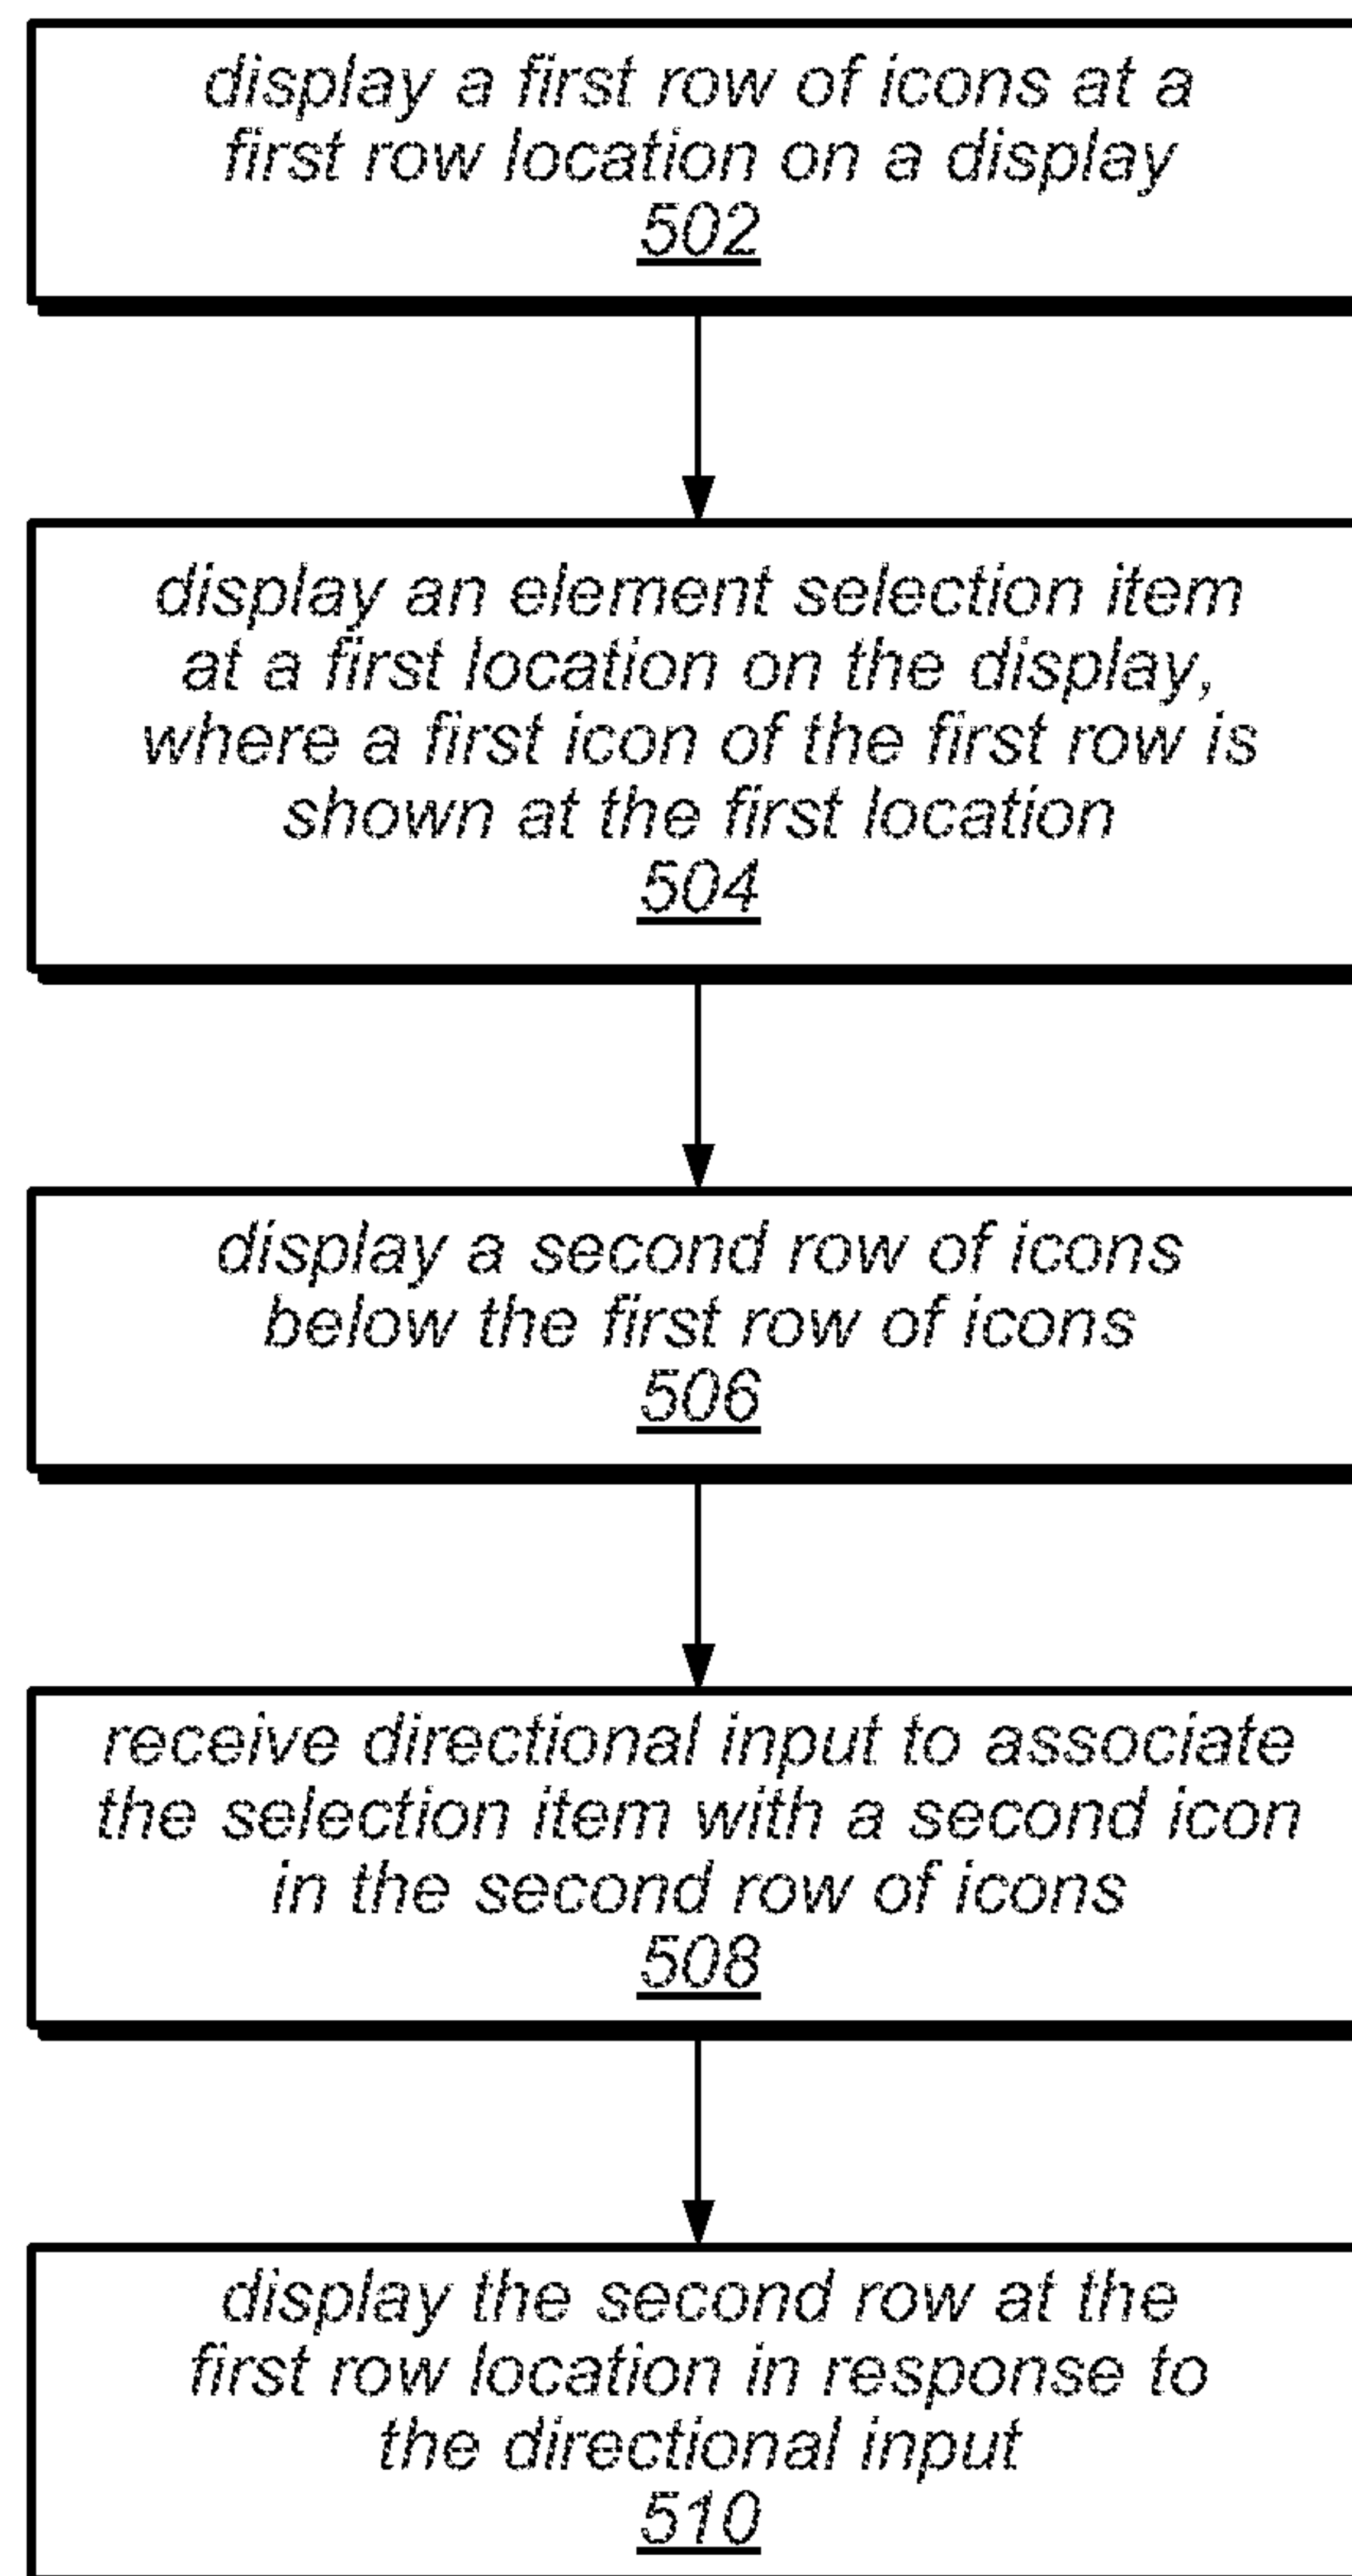 display a first row of icons at a
first row location on a display
502
display an element selection item
at a first location on the display,
where a first icon of the first row is
shown at the first location
504
display a second row of icons
below the first row of icons
506
receive directional input to associate
the selection item with a second icon
in the second row of icons
508
display the second row at the
first row location in response to
the directional input
510